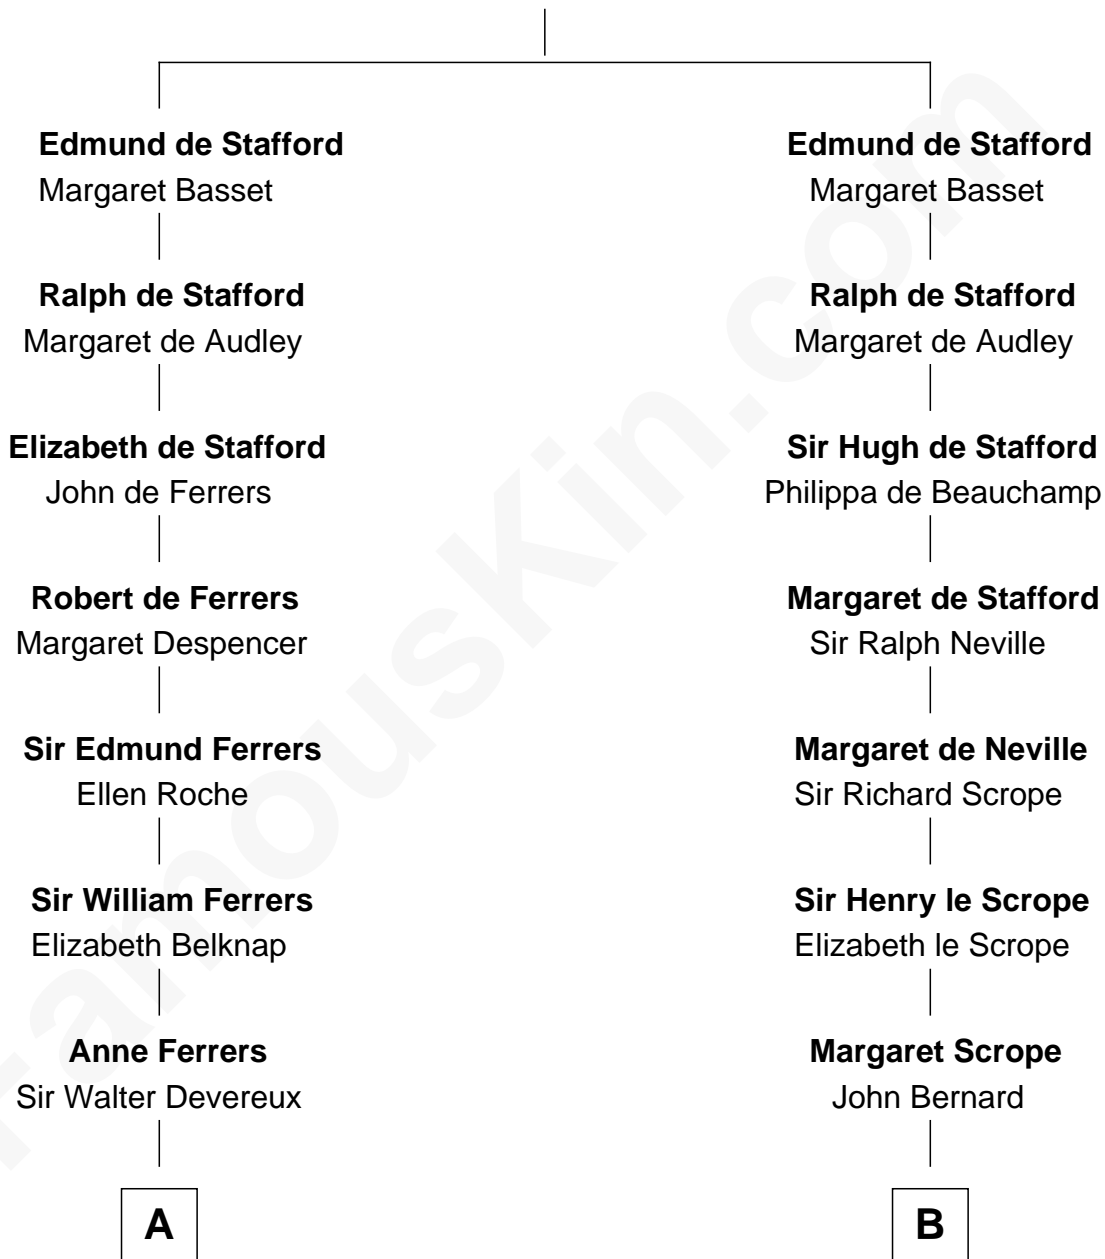 Edmund de Stafford
Margaret Basset
Ralph de Stafford
Margaret de Audley
Elizabeth de Stafford
John de Ferrers
Robert de Ferrers
Margaret Despencer
Sir Edmund Ferrers
Ellen Roche
Sir William Ferrers
Elizabeth Belknap
Anne Ferrers
Sir Walter Devereux
A
Edmund de Stafford
Margaret Basset
Ralph de Stafford
Margaret de Audley
Sir Hugh de Stafford
Philippa de Beauchamp
Margaret de Stafford
Sir Ralph Neville
Margaret de Neville
Sir Richard Scrope
Sir Henry le Scrope
Elizabeth le Scrope
Margaret Scrope
John Bernard
B
FamousKin.com